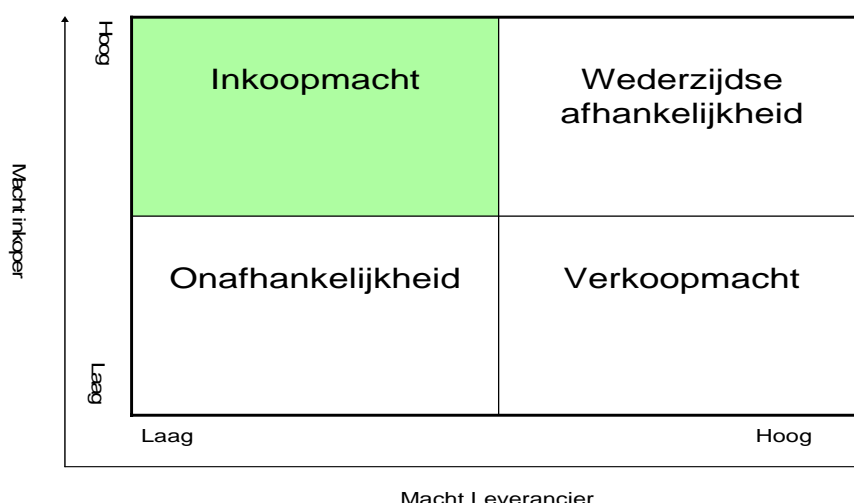 Hoog
Inkoopmacht
Wederzijdse
afhankelijkheid
Macht inkoper
Onafhankelijkheid
Verkoopmacht
Laag
Laag
Hoog
Macht Leverancier